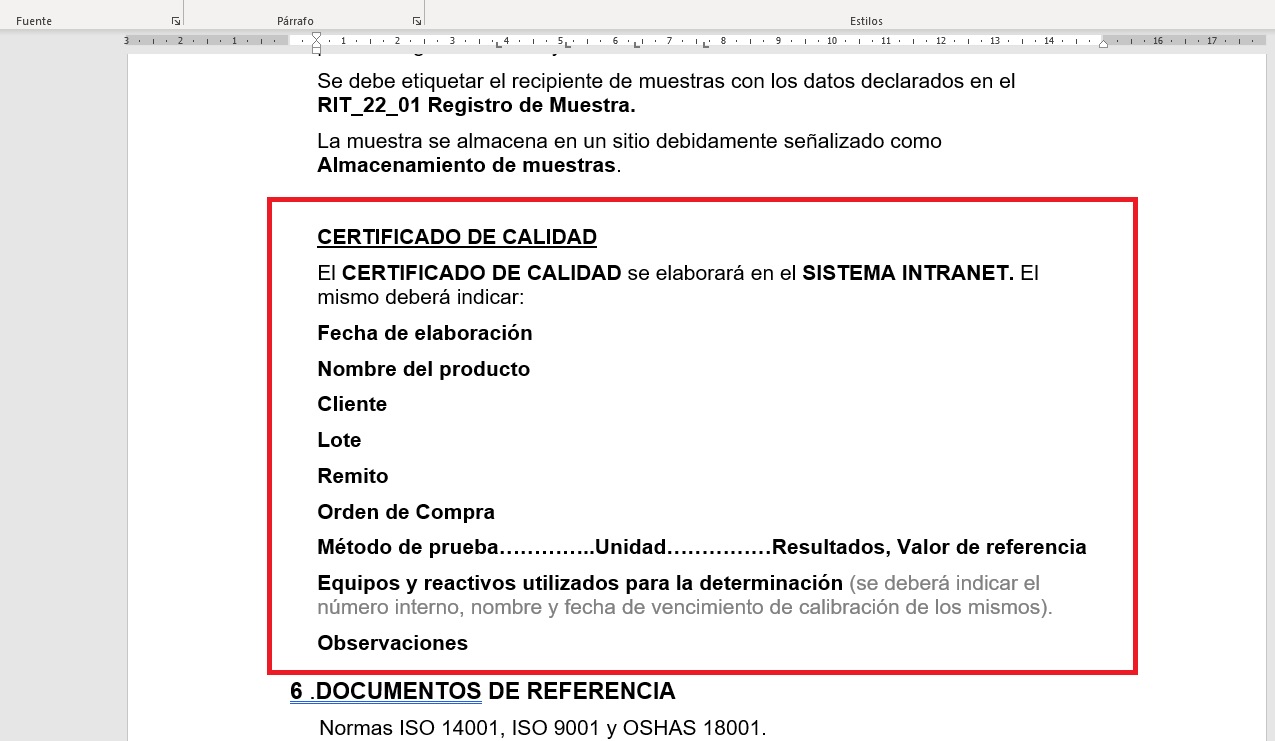 Fuente Párrafo Estilos
3 2 1 1 2 3 4 5 6 7 8 9 10 11 12 13 14 16 17
Se debe etiquetar el recipiente de muestras con los datos declarados en el
RIT_22_01 Registro de Muestra.
La muestra se almacena en un sitio debidamente señalizado como
Almacenamiento de muestras.
CERTIFICADO DE CALIDAD
El CERTIFICADO DE CALIDAD se elaborará en el SISTEMA INTRANET. El
mismo deberá indicar:
Fecha de elaboración
Nombre del producto
Cliente
Lote
Remito
Orden de Compra
Método de prueba…………..Unidad……………Resultados, Valor de referencia
Equipos y reactivos utilizados para la determinación (se deberá indicar el
número interno, nombre y fecha de vencimiento de calibración de los mismos).
Observaciones
6 .DOCUMENTOS DE REFERENCIA
Normas ISO 14001, ISO 9001 y OSHAS 18001.